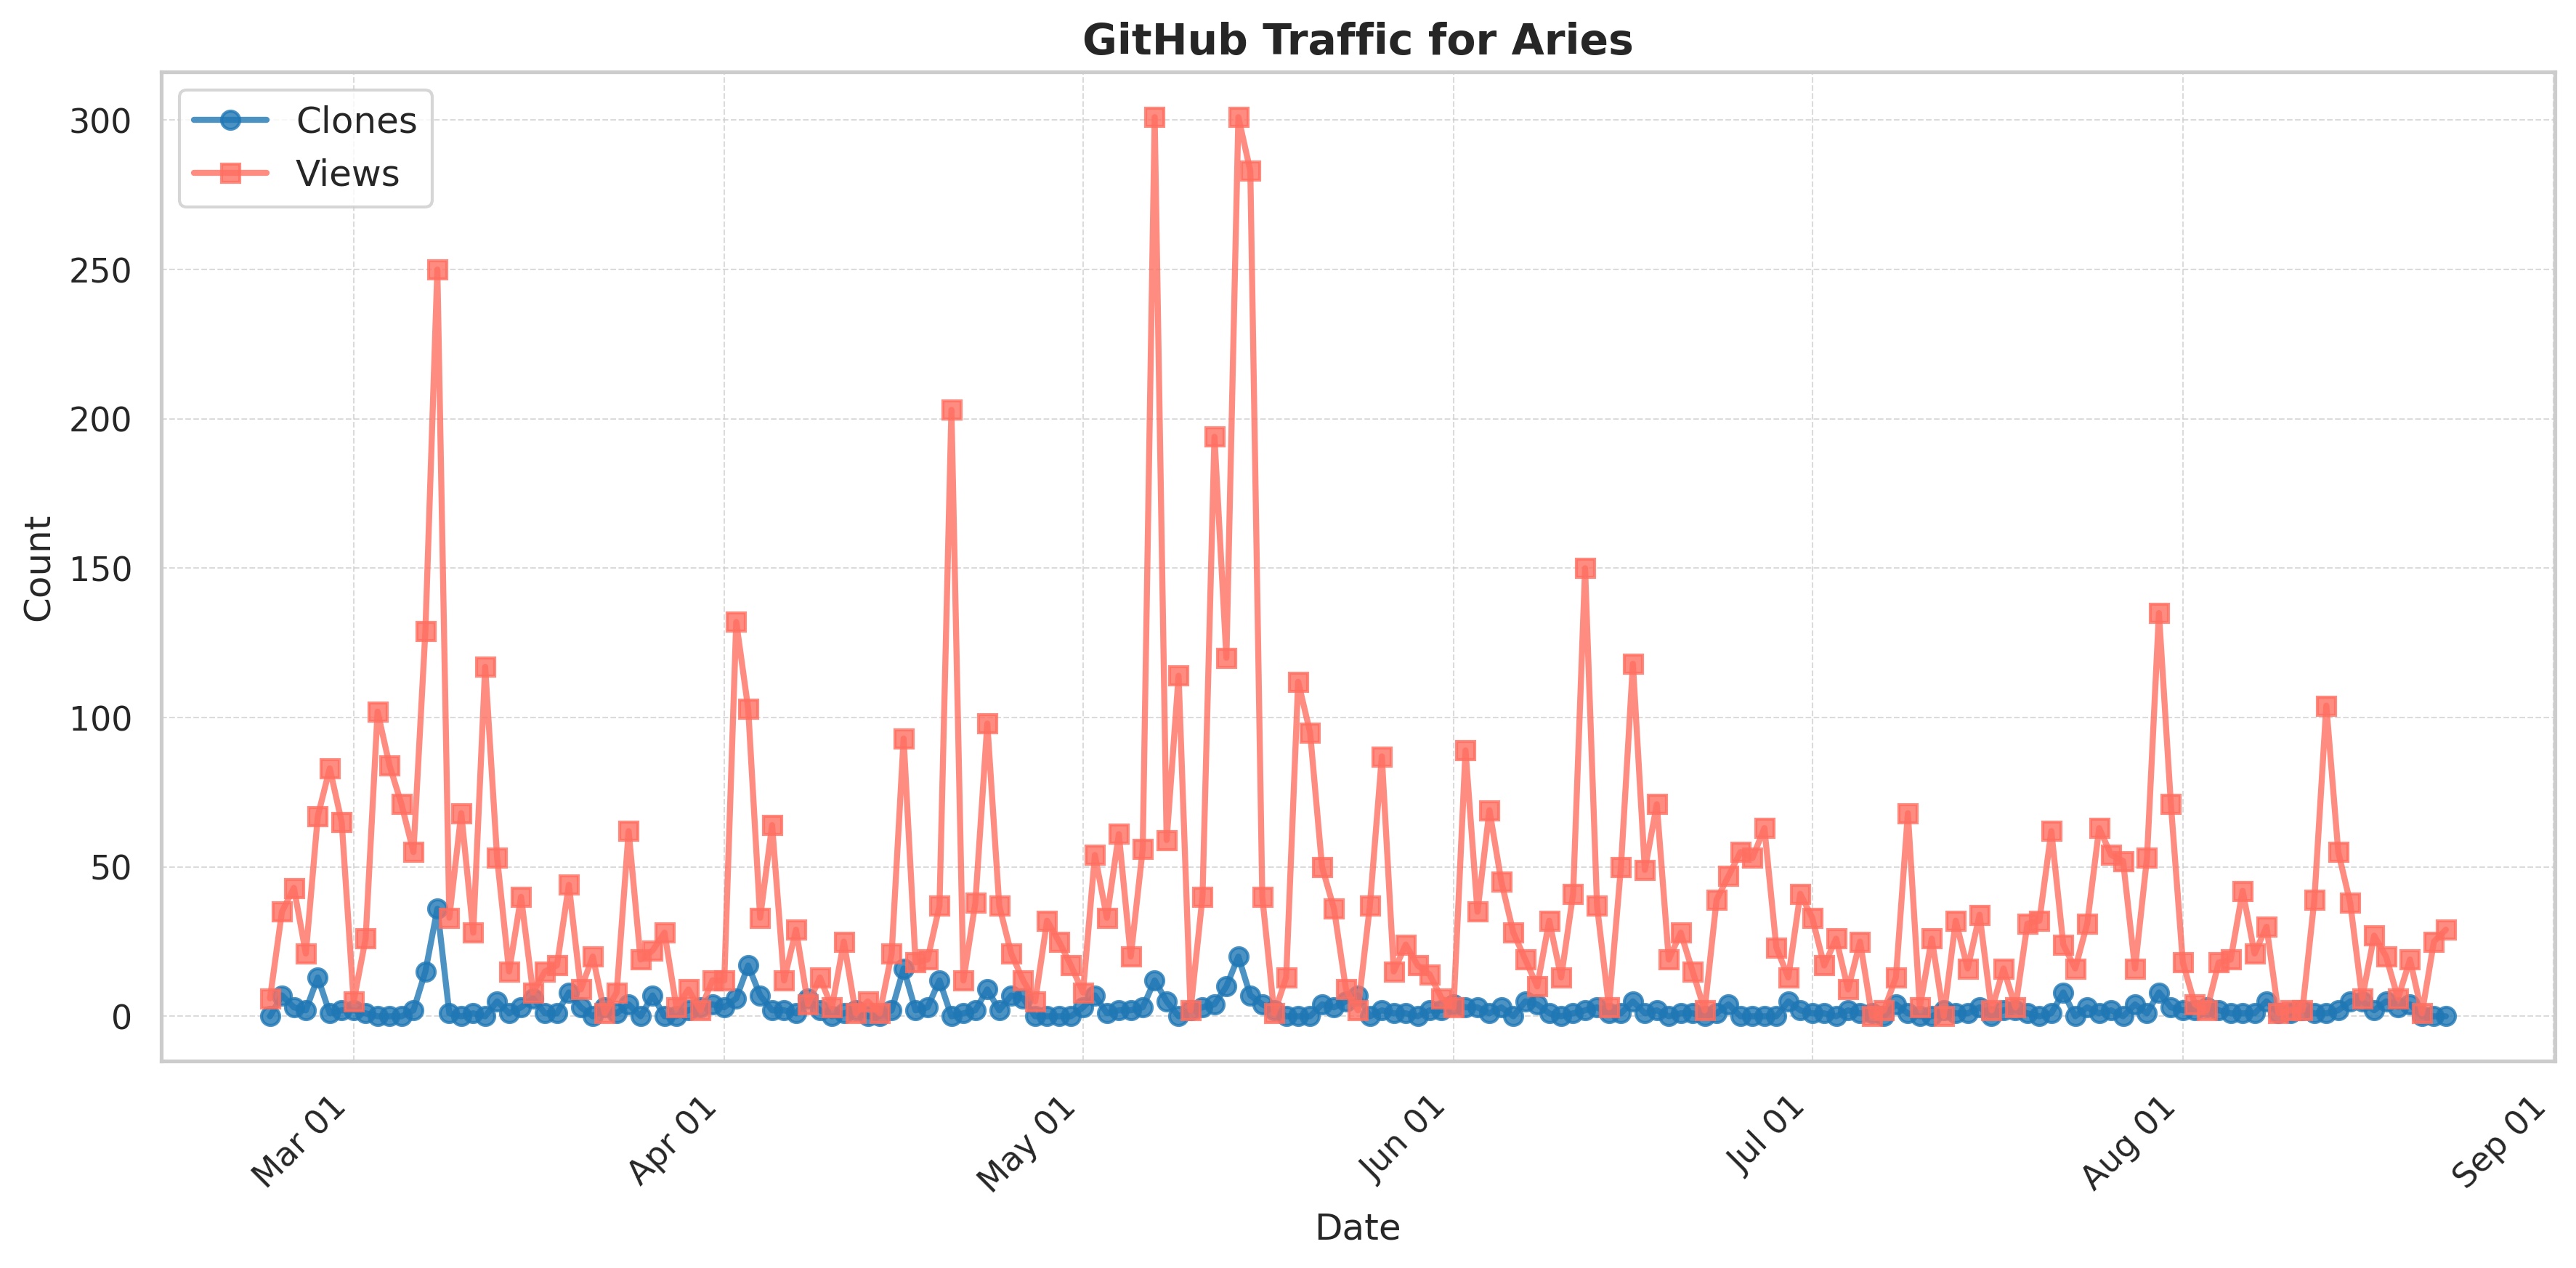 GitHub Traffic for Aries
Clones
Views
300
250
200
150
100
50
0
Count
Mar 01
Apr 01
May 01
Jun 01
Jul 01
Aug 01
Sep 01
Date